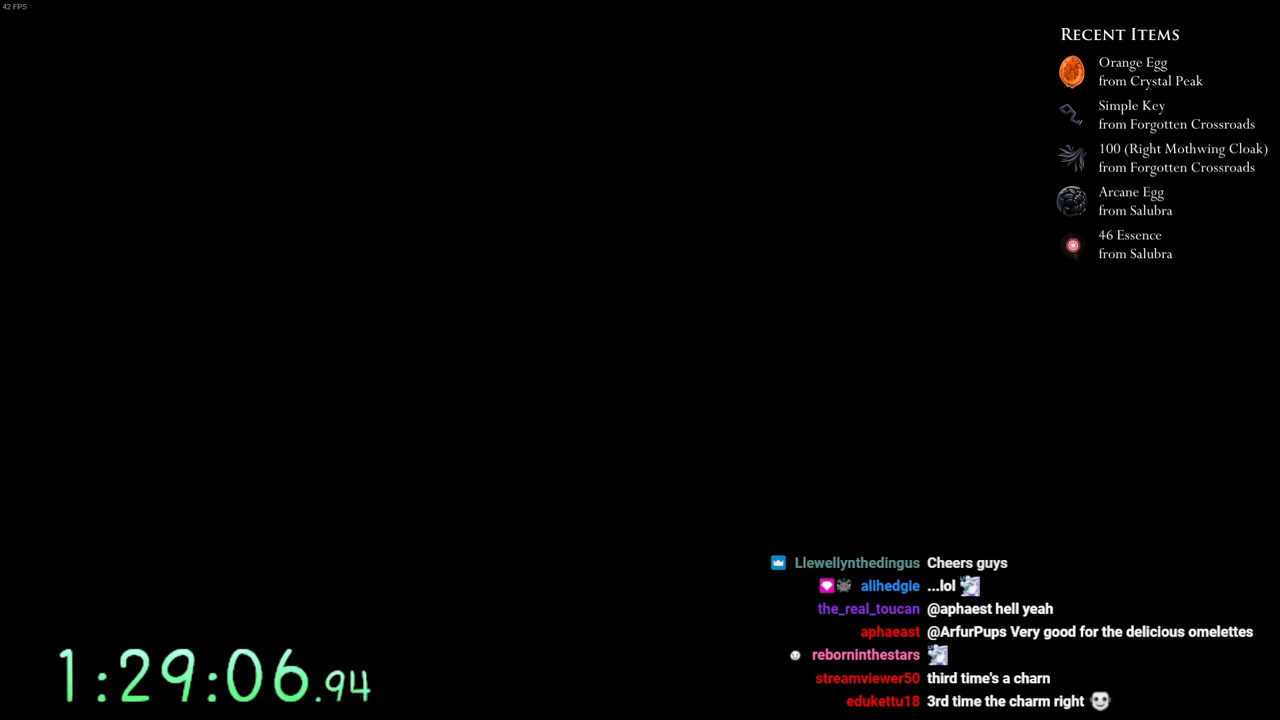 42 FPS
Recent Items
Orange Egg
from Crystal Peak
Simple Key
from Forgotten Crossroads
100 (Right Mothwing Cloak)
from Forgotten Crossroads
Arcane Egg
from Salubra
46 Essence
from Salubra
Llewellynthedingus Cheers guys
alihedgie ...lol
the_real_toucan @aphaest hell yeah
aphaeast @ArfurPups Very good for the delicious omelettes
reborninthestars
streamviewer50 third time's a charn
edukettu18 3rd time the charm right
1:29:06.94